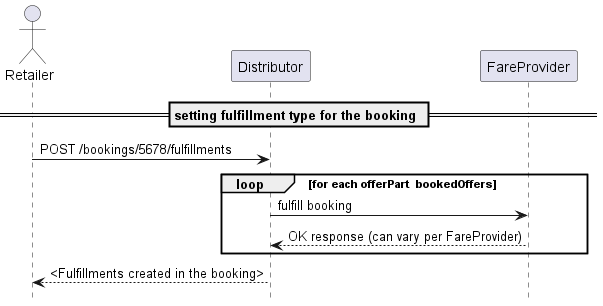 Retailer
Distributor
FareProvider
setting fulfillment type for the booking
POST /bookings/5678/fulfillments
loop [for each offerPart bookedOffers]
fulfill booking
OK response (can vary per FareProvider)
<Fulfillments created in the booking>